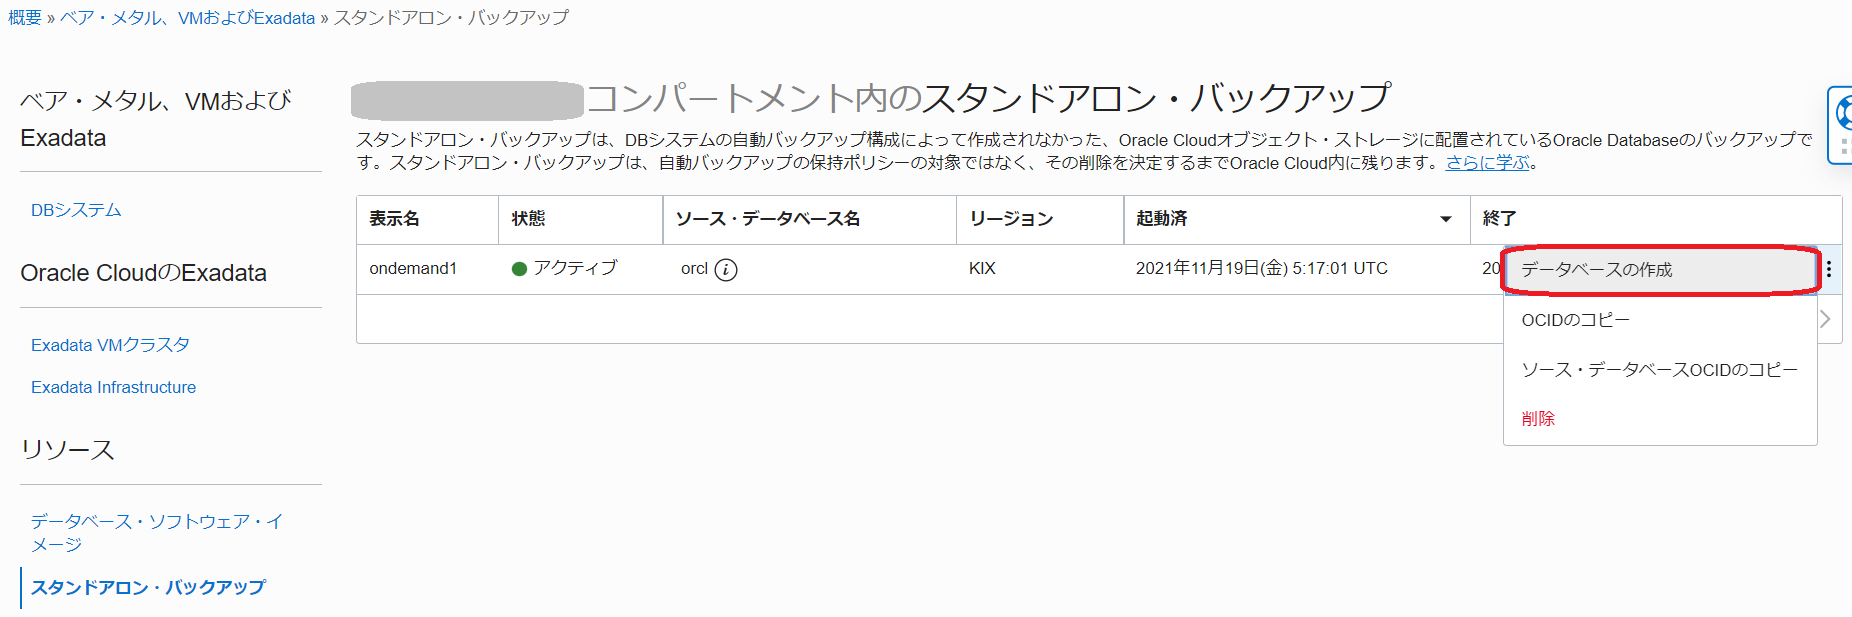 概要 » ベア・メタル、VMおよびExadata » スタンドアロン・バックアップ
ベア・メタル、VMおよび
Exadata
DBシステム
Oracle CloudのExadata
Exadata VMクラスタ
Exadata Infrastructure
リソース
データベース・ソフトウェア・イ
メージ
スタンドアロン・バックアップ
コンパートメント内のスタンドアロン・バックアップ
スタンドアロン・バックアップは、DBシステムの自動バックアップ構成によって作成されなかった、Oracle Cloudオブジェクト・ストレージに配置されているOracle Databaseのバックアップで
す。スタンドアロン・バックアップは、自動バックアップの保持ポリシーの対象ではなく、その削除を決定するまでOracle Cloud内に残ります。さらに学ぶ。
表示名 状態 ソース・データベース名 リージョン 起動済 終了
ondemand1 アクティブ orcl KIX 2021年11月19日(金) 5:17:01 UTC 20
データベースの作成
OCIDのコピー
ソース・データベースOCIDのコピー
削除